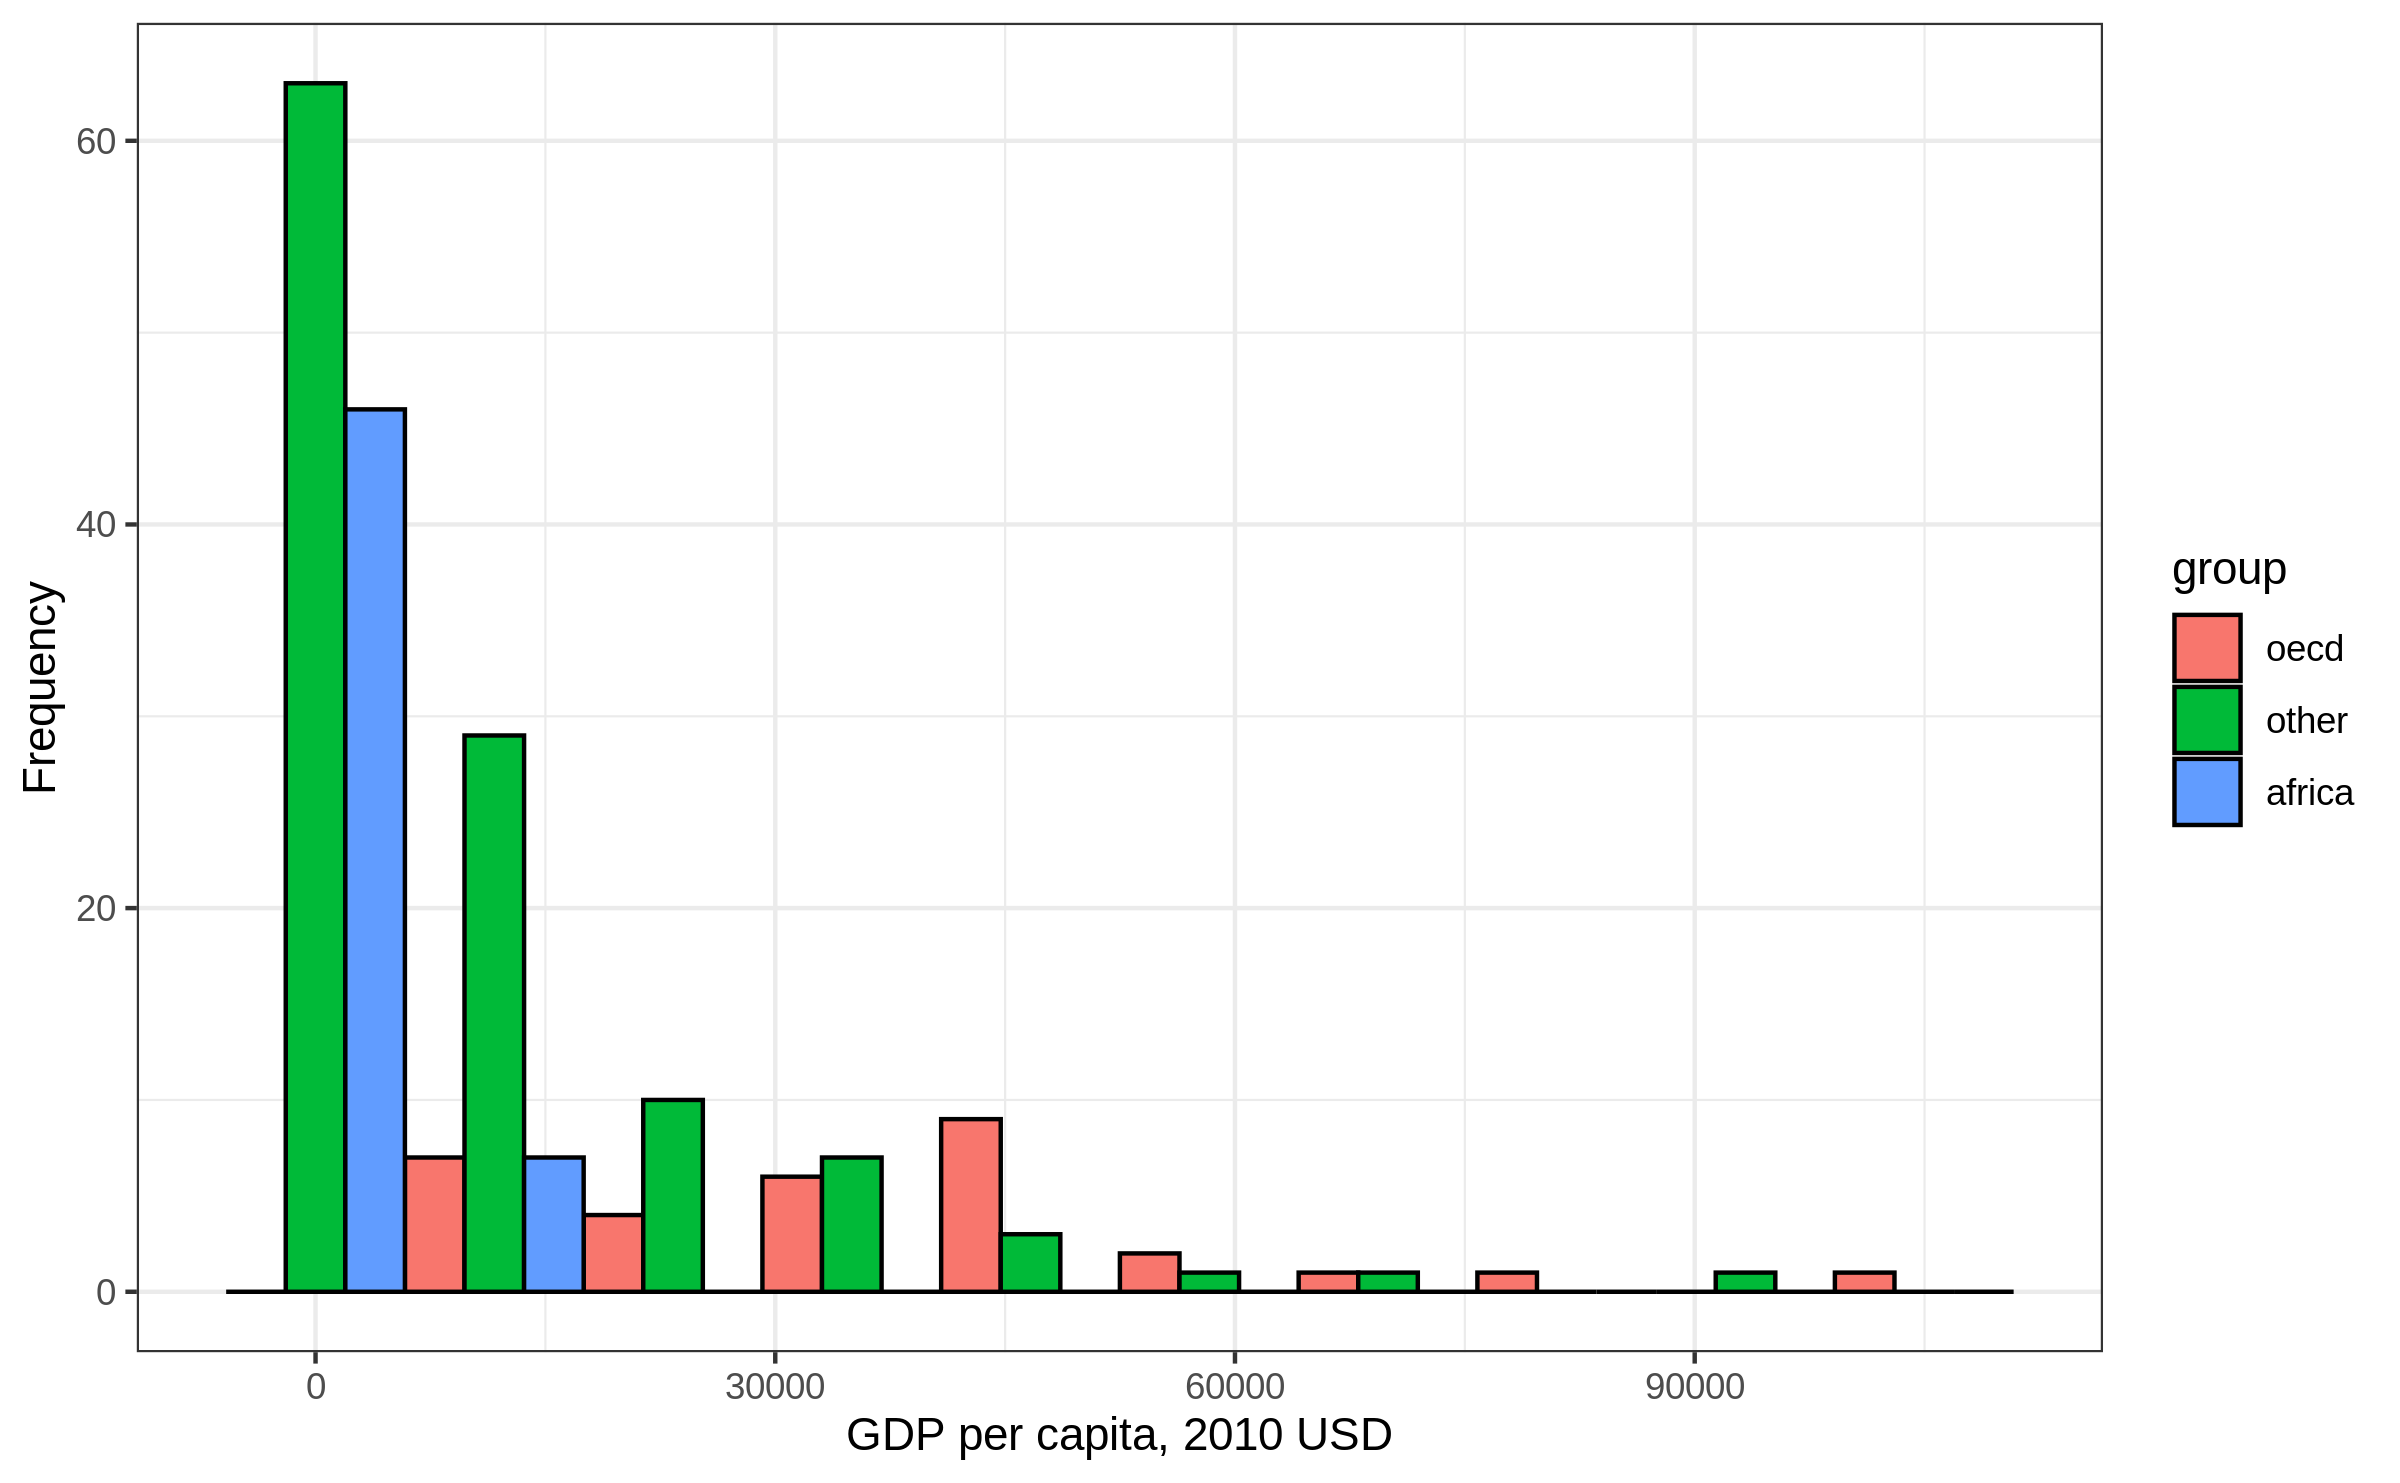 60
40
20
0
Frequency
0 30000 60000 90000
GDP per capita, 2010 USD
group
oecd
other
africa